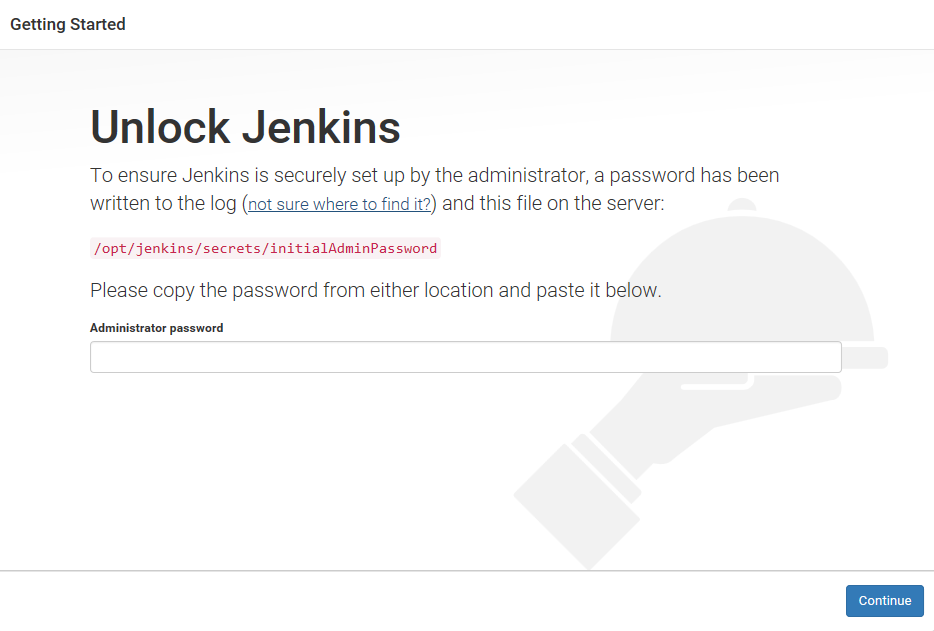 Getting Started
Unlock Jenkins
To ensure Jenkins is securely set up by the administrator, a password has been
written to the log (not sure where to find it?) and this file on the server:
/opt/jenkins/secrets/initialAdminPassword
Please copy the password from either location and paste it below.
Administrator password
Continue